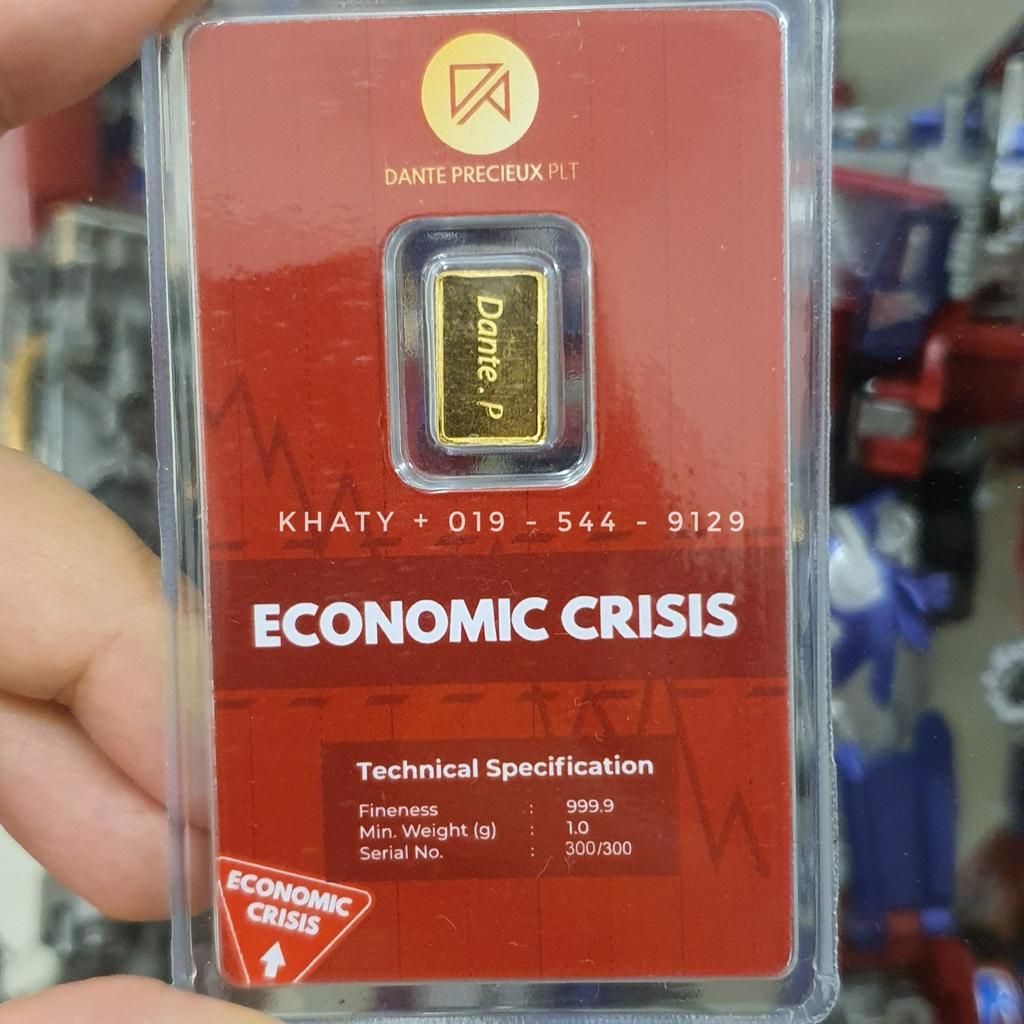 DANTE PRECIEUX PLT
Dante.P
KHATY + 019 - 544 - 9129
ECONOMIC CRISIS
Technical Specification
Fineness : 999.9
Min. Weight (g) : 1.0
Serial No. : 300/300
ECONOMIC
CRISIS